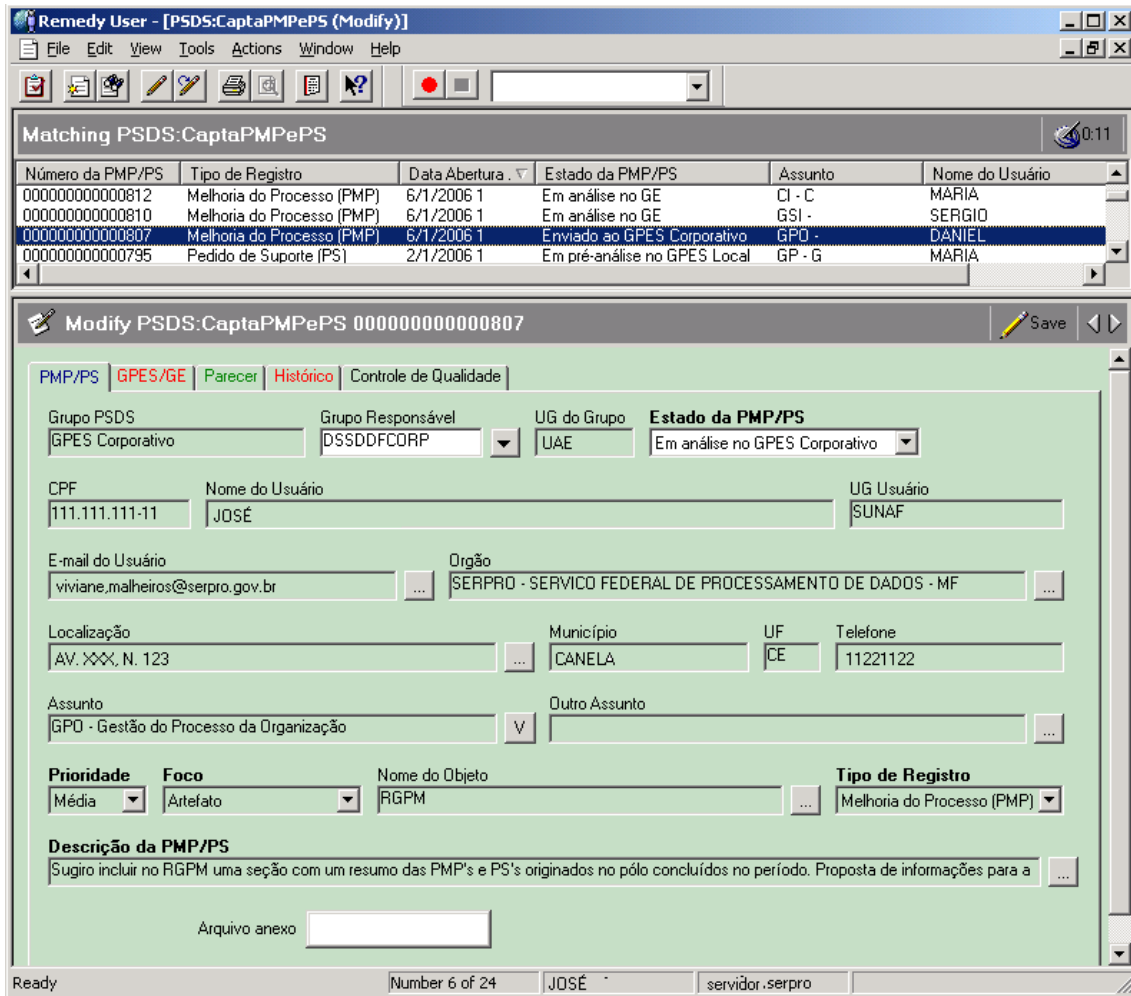 Remedy User - [PSDS:CaptaPMPePS (Modify)]
File Edit View Tools Actions Window Help
Matching PSDS:CaptaPMPePS 0:11
Número da PMP/PS Tipo de Registro Data Abertura . Estado da PMP/PS Assunto Nome do Usuário
000000000000812 Melhoria do Processo (PMP) 6/1/2006 1 Em análise no GE CI - C MARIA
000000000000810 Melhoria do Processo (PMP) 6/1/2006 1 Em análise no GE GSI - SERGIO
000000000000807 Melhoria do Processo (PMP) 6/1/2006 1 Enviado ao GPES Corporativo GPO - DANIEL
000000000000795 Pedido de Suporte (PS) 2/1/2006 1 Em pré-análise no GPES Local GP - G MARIA
Modify PSDS:CaptaPMPePS 000000000000807 Save
PMP/PS GPES/GE Parecer Histórico Controle de Qualidade
Grupo PSDS Grupo Responsável UG do Grupo Estado da PMP/PS
GPES Corporativo DSSDDFCORP UAE Em análise no GPES Corporativo
CPF Nome do Usuário UG Usuário
111.111.111-11 JOSÉ SUNAF
E-mail do Usuário Orgão
viviane,malheiros@serpro.gov.br ... SERPRO - SERVICO FEDERAL DE PROCESSAMENTO DE DADOS - MF ...
Localização Município UF Telefone
AV. XXX, N. 123 ... CANELA CE 11221122
Assunto Outro Assunto
GPO - Gestão do Processo da Organização V ...
Prioridade Foco Nome do Objeto Tipo de Registro
Média Artefato RGPM ... Melhoria do Processo (PMP)
Descrição da PMP/PS
Sugiro incluir no RGPM uma seção com um resumo das PMP's e PS's originados no pólo concluídos no período. Proposta de informações para a ...
Arquivo anexo
Ready Number 6 of 24 JOSÉ - servidor.serpro